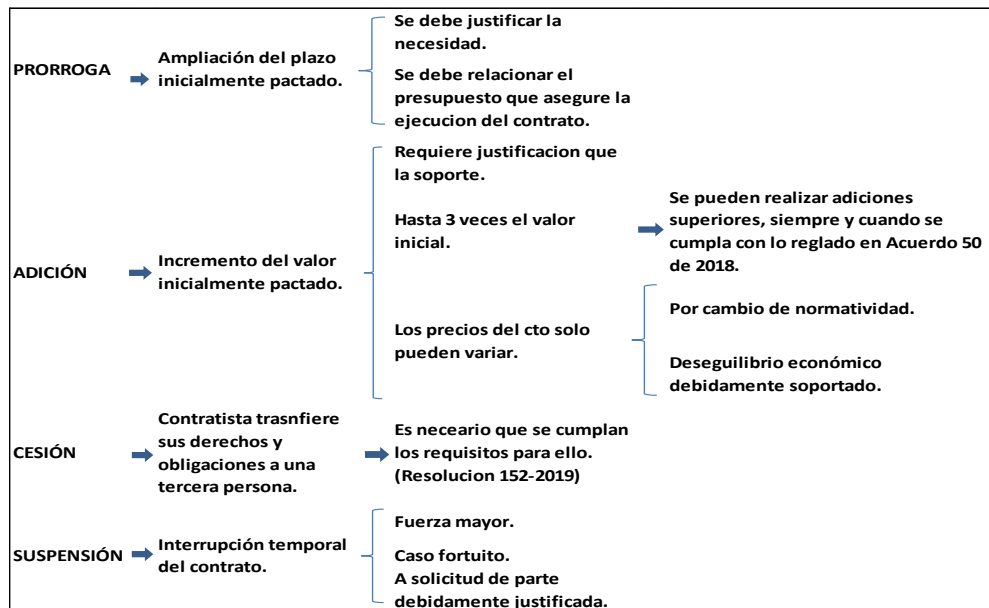 PRORROGA
Ampliación del plazo
inicialmente pactado.
Se debe justificar la
necesidad.
Se debe relacionar el
presupuesto que asegure la
ejecucion del contrato.
ADICIÓN
Incremento del valor
inicialmente pactado.
Requiere justificacion que
la soporte.
Hasta 3 veces el valor
inicial.
Se pueden realizar adiciones
superiores, siempre y cuando se
cumpla con lo reglado en Acuerdo 50
de 2018.
Los precios del cto solo
pueden variar.
Por cambio de normatividad.
Deseguilibrio económico
debidamente soportado.
CESIÓN
Contratista trasnfiere
sus derechos y
obligaciones a una
tercera persona.
Es neceario que se cumplan
los requisitos para ello.
(Resolucion 152-2019)
SUSPENSIÓN
Interrupción temporal
del contrato.
Fuerza mayor.
Caso fortuito.
A solicitud de parte
debidamente justificada.